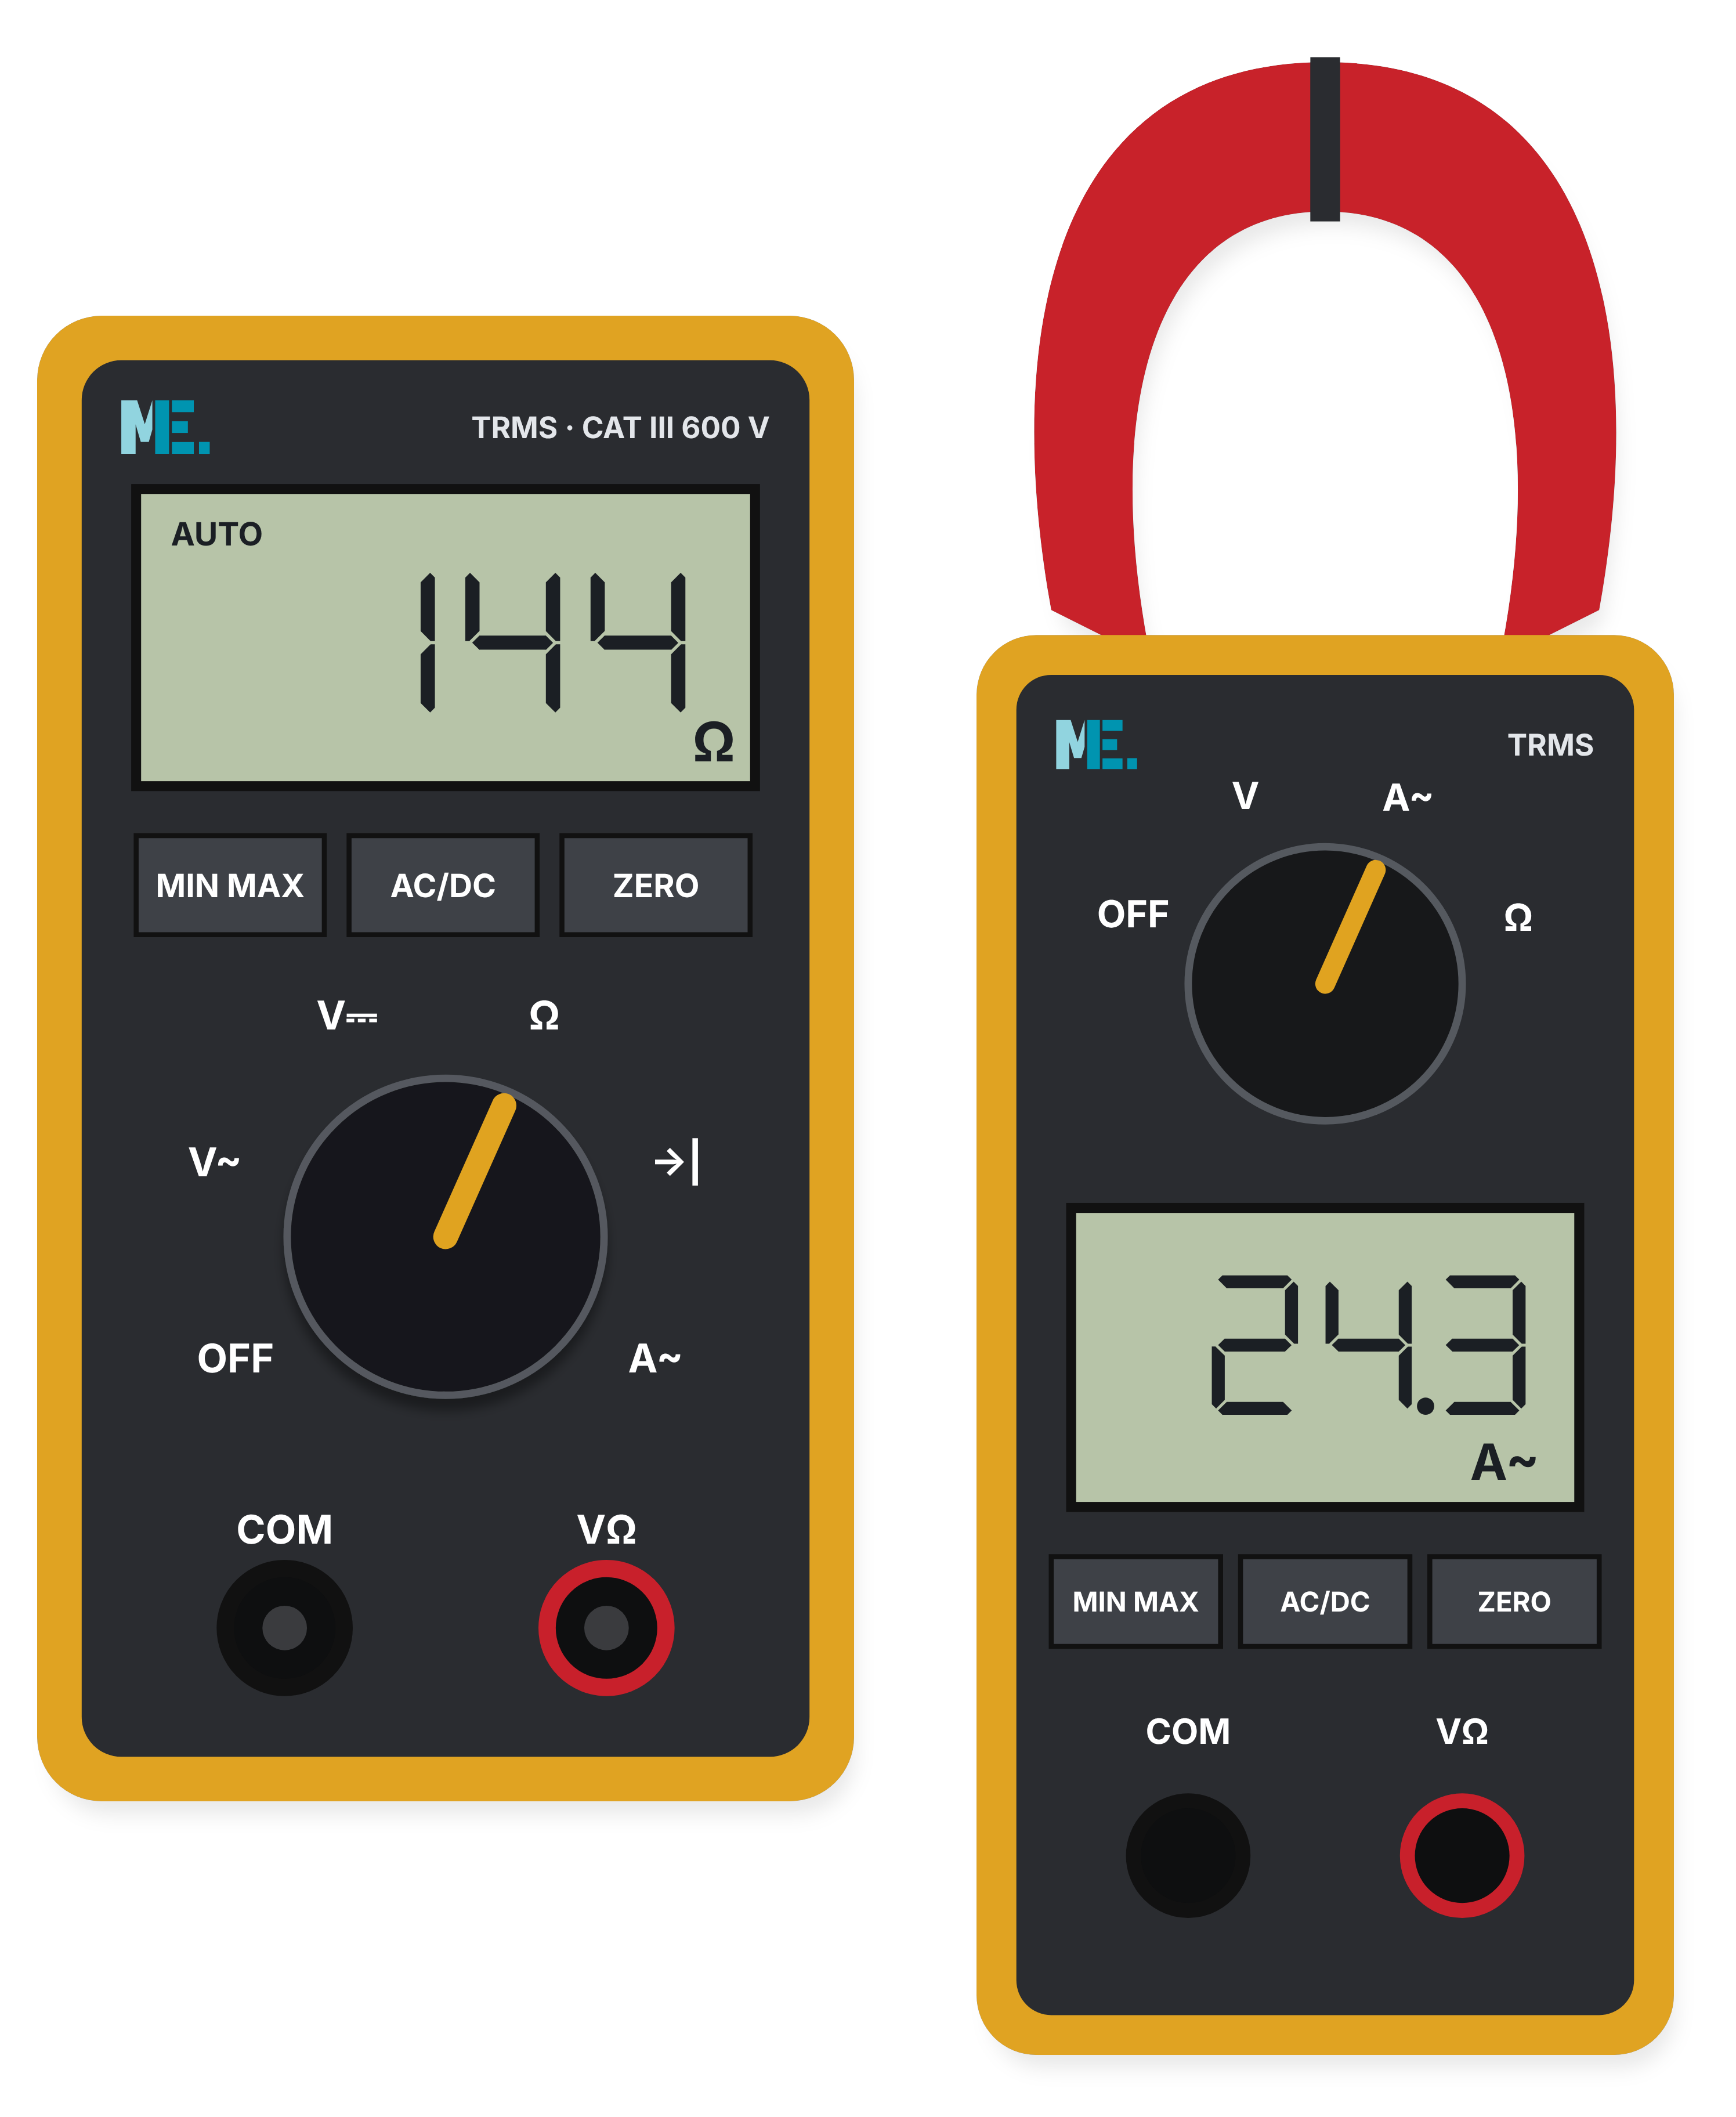 ME.
TRMS · CAT III 600 V
AUTO
144
Ω
MIN MAX
AC/DC
ZERO
V⎓
Ω
V~
→|
OFF
A~
COM
VΩ
ME.
TRMS
V
A~
OFF
Ω
24.3
A~
MIN MAX
AC/DC
ZERO
COM
VΩ